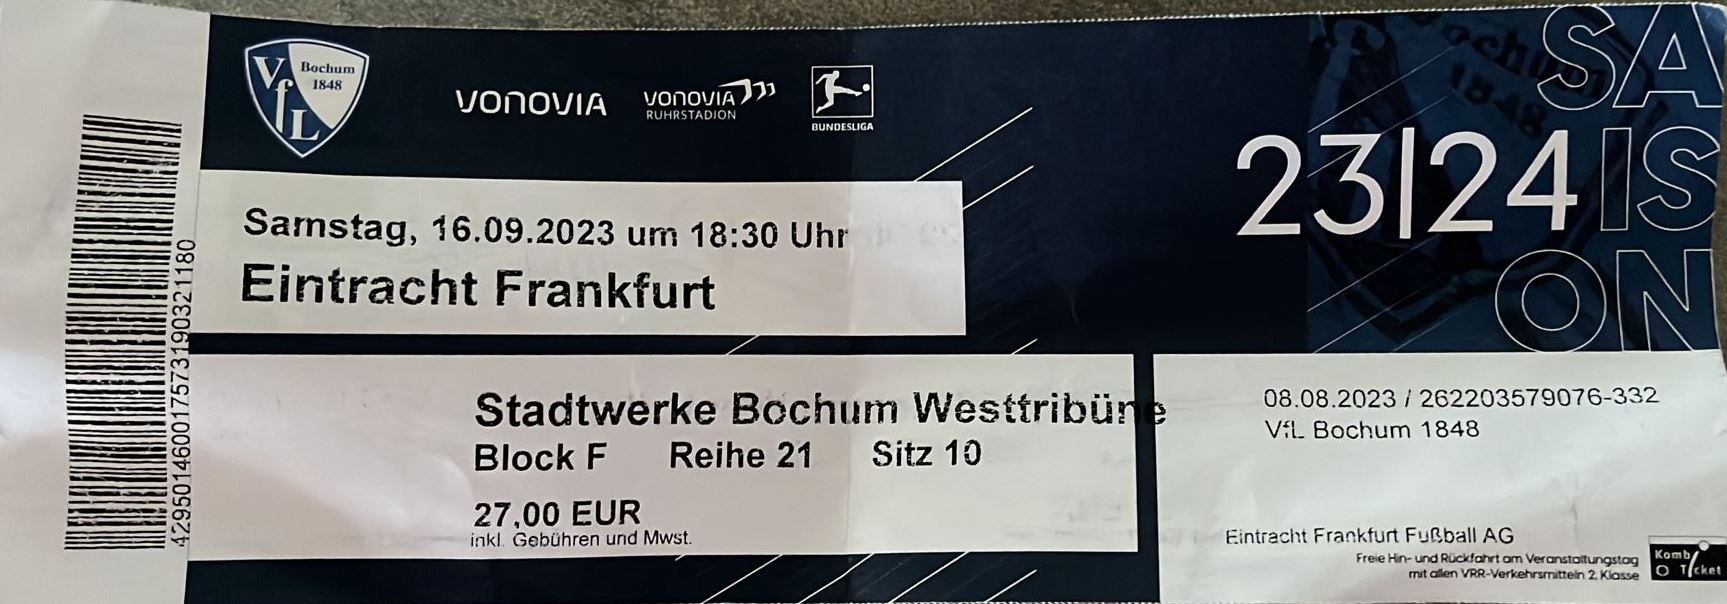 VfL Bochum 1848
VONOVIA
VONOVIA
RUHRSTADION
BUNDESLIGA
23|24
SA
IS
ON
Bochum
1848
Samstag, 16.09.2023 um 18:30 Uhr
Eintracht Frankfurt
4295014600175731903211 80
Stadtwerke Bochum Westtribüne
Block F Reihe 21 Sitz 10
27,00 EUR
inkl. Gebühren und Mwst.
08.08.2023 / 262203579076-332
VfL Bochum 1848
Eintracht Frankfurt Fußball AG
Freie Hin- und Rückfahrt am Veranstaltungstag
mit allen VRR-Verkehrsmitteln 2. Klasse
Komb
O Ticket